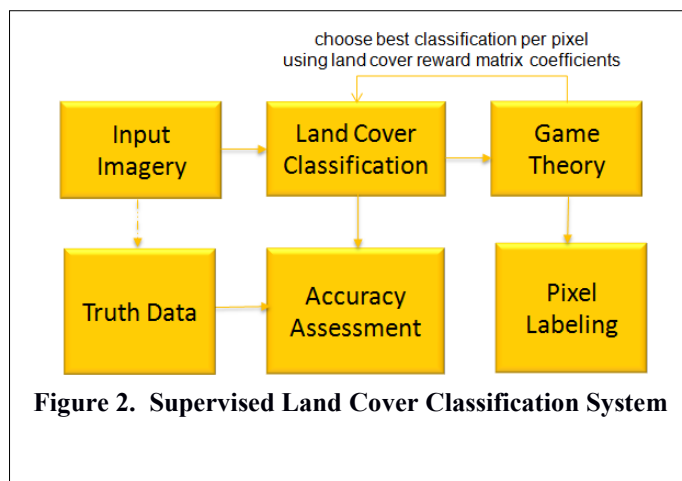 choose best classification per pixel
using land cover reward matrix coefficients
Input
Imagery
Land Cover
Classification
Game
Theory
Truth Data
Accuracy
Assessment
Pixel
Labeling
Figure 2. Supervised Land Cover Classification System